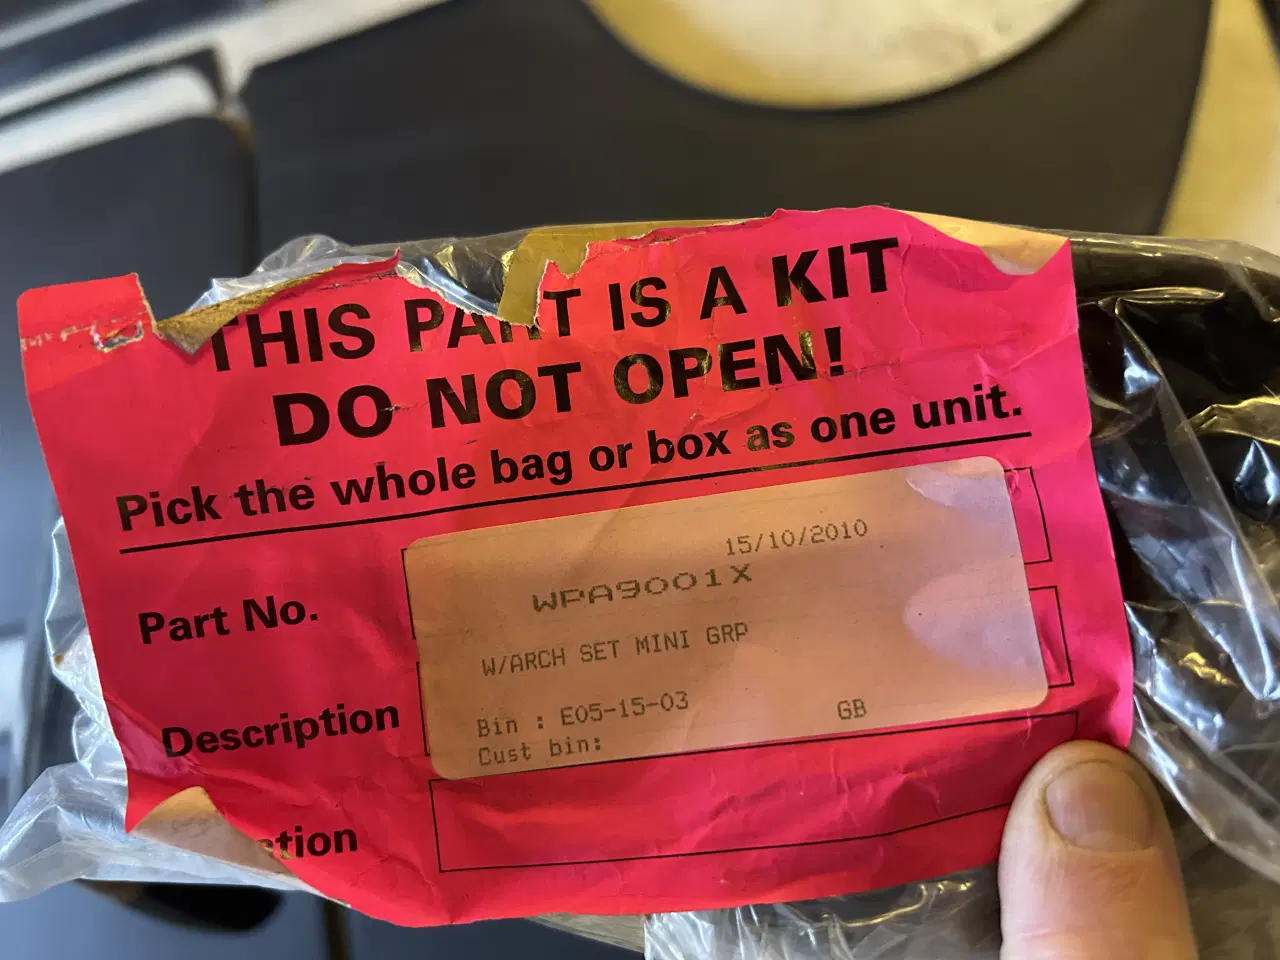 THIS PART IS A KIT
DO NOT OPEN!
Pick the whole bag or box as one unit.
15/10/2010
Part No.
WPA9001X
W/ARCH SET MINI GRP
Description
Bin : E05-15-03
GB
Cust bin:
tion